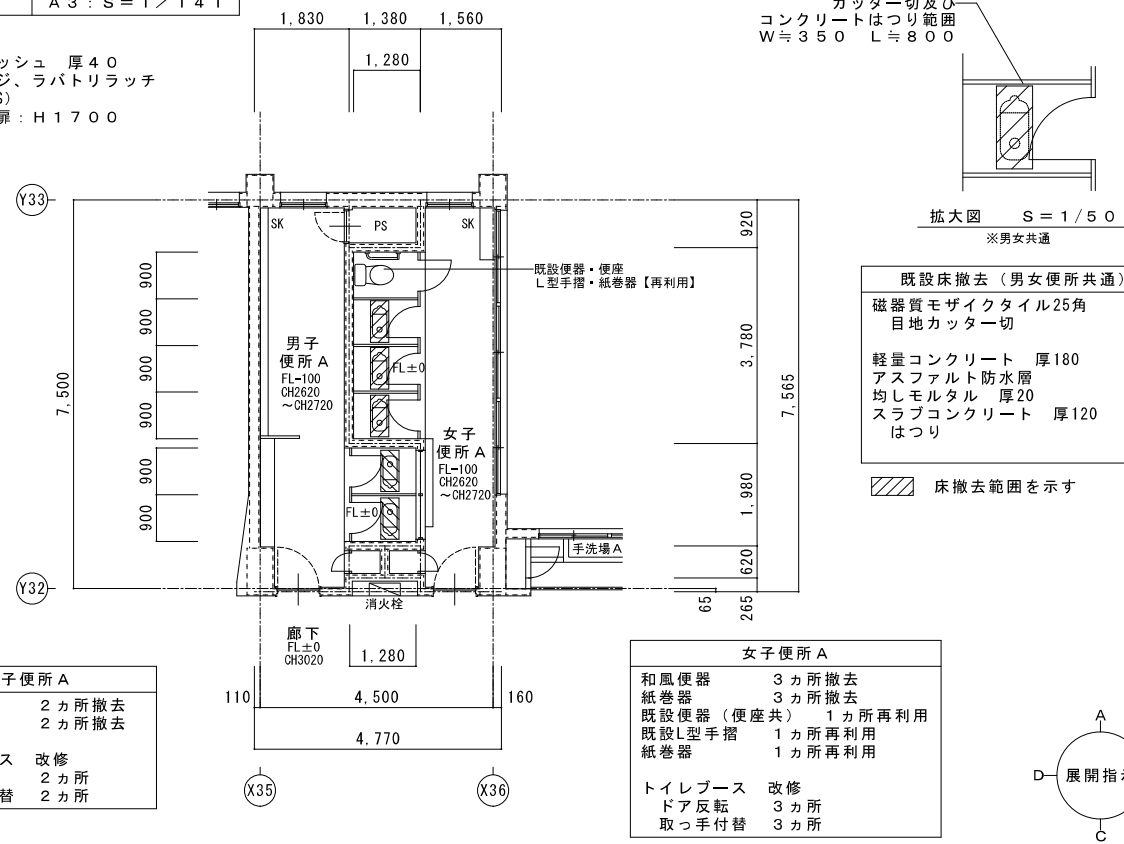 Ａ３：Ｓ＝１／１４１
ッシュ　厚４０
ジ、ラバトリラッチ
Ｓ）
扉：Ｈ１７００
1,830
1,380
1,560
1,280
カッター切及び
コンクリートはつり範囲
Ｗ≒３５０　Ｌ≒８００
拡大図　Ｓ＝１／５０
※男女共通
既設床撤去（男女便所共通）
磁器質モザイクタイル25角
目地カッター切
軽量コンクリート　厚180
アスファルト防水層
均しモルタル　厚20
スラブコンクリート　厚120
はつり
床撤去範囲を示す
Y33
SK
PS
SK
既設便器・便座
Ｌ型手摺・紙巻器【再利用】
男子
便所Ａ
FL-100
CH2620
～CH2720
FL±0
女子
便所Ａ
FL-100
CH2620
～CH2720
FL±0
手洗場A
900
900
900
900
900
900
7,500
920
3,780
1,980
620
265
65
7,565
Y32
消火栓
廊下
FL±0
CH3020
1,280
110
4,500
160
4,770
X35
X36
子便所Ａ
２ヵ所撤去
２ヵ所撤去
ス　改修
２ヵ所
替　２ヵ所
女子便所Ａ
和風便器　３ヵ所撤去
紙巻器　３ヵ所撤去
既設便器（便座共）　１ヵ所再利用
既設L型手摺　１ヵ所再利用
紙巻器　１ヵ所再利用
トイレブース　改修
ドア反転　３ヵ所
取っ手付替　３ヵ所
A
D
展開指
C